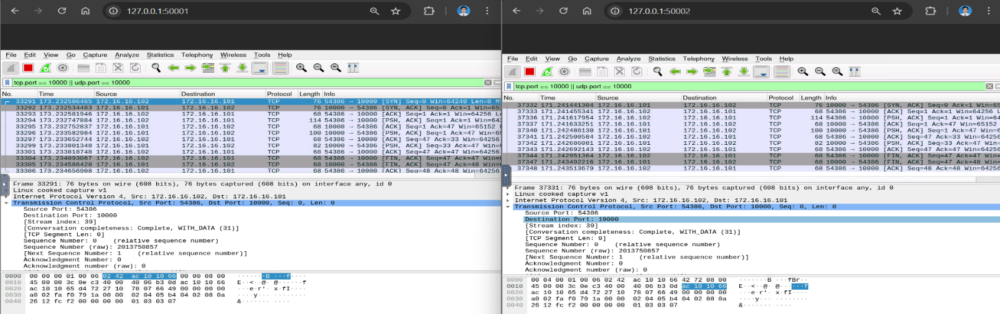 127.0.0.1:50001
File Edit View Go Capture Analyze Statistics Telephony Wireless Tools Help
tcp.port == 10000 || udp.port == 10000
No. Time Source Destination Protocol Length Info
33291 173.232506465 172.16.16.102 172.16.16.101 TCP 76 54386 → 10000 [SYN] Seq=0 Win=64240 Len=0 MS
33292 173.232534483 172.16.16.101 172.16.16.102 TCP 76 10000 → 54386 [SYN, ACK] Seq=0 Ack=1 Win=65
33293 173.232581946 172.16.16.102 172.16.16.101 TCP 68 54386 → 10000 [ACK] Seq=1 Ack=1 Win=64256 L
33294 173.232747884 172.16.16.102 172.16.16.101 TCP 114 54386 → 10000 [PSH, ACK] Seq=1 Ack=1 Win=64
33295 173.232752837 172.16.16.101 172.16.16.102 TCP 68 10000 → 54386 [ACK] Seq=1 Ack=47 Win=65152
33296 173.233582984 172.16.16.101 172.16.16.102 TCP 100 10000 → 54386 [PSH, ACK] Seq=1 Ack=47 Win=6
33297 173.233652744 172.16.16.102 172.16.16.101 TCP 68 54386 → 10000 [ACK] Seq=47 Ack=33 Win=64256
33299 173.233801348 172.16.16.101 172.16.16.102 TCP 82 10000 → 54386 [PSH, ACK] Seq=33 Ack=47 Win=
33301 173.233818748 172.16.16.102 172.16.16.101 TCP 68 54386 → 10000 [ACK] Seq=47 Ack=47 Win=64256
33304 173.234093067 172.16.16.102 172.16.16.101 TCP 68 54386 → 10000 [FIN, ACK] Seq=47 Ack=47 Win=
33305 173.234586428 172.16.16.101 172.16.16.102 TCP 68 10000 → 54386 [FIN, ACK] Seq=47 Ack=48 Win=
33306 173.234656908 172.16.16.102 172.16.16.101 TCP 68 54386 → 10000 [ACK] Seq=48 Ack=48 Win=64256
Frame 33291: 76 bytes on wire (608 bits), 76 bytes captured (608 bits) on interface any, id 0
Linux cooked capture v1
Internet Protocol Version 4, Src: 172.16.16.102, Dst: 172.16.16.101
Transmission Control Protocol, Src Port: 54386, Dst Port: 10000, Seq: 0, Len: 0
Source Port: 54386
Destination Port: 10000
[Stream index: 39]
[Conversation completeness: Complete, WITH_DATA (31)]
[TCP Segment Len: 0]
Sequence Number: 0 (relative sequence number)
Sequence Number (raw): 2013750857
[Next Sequence Number: 1 (relative sequence number)]
Acknowledgment Number: 0
Acknowledgment number (raw): 0
0000 00 00 00 01 00 06 02 42 ac 10 10 66 00 00 08 00 ·······B ···f····
0010 45 00 00 3c 0e c3 40 00 40 06 b3 0d ac 10 10 66 E··<··@· @······f
0020 ac 10 10 65 d4 72 27 10 78 07 66 49 00 00 00 00 ···e·r'· x·fI····
0030 a0 02 fa f0 79 1a 00 00 02 04 05 b4 04 02 08 0a ····y··· ········
0040 26 12 fc f2 00 00 00 00 01 03 03 07 &······· ····
127.0.0.1:50002
File Edit View Go Capture Analyze Statistics Telephony Wireless Tools Help
tcp.port == 10000 || udp.port == 10000
No. Time Source Destination Protocol Length Info
37332 171.241441304 172.16.16.101 172.16.16.102 TCP 76 10000 → 54386 [SYN, ACK] Seq=0 Ack=1 Win=65
37333 171.241455341 172.16.16.102 172.16.16.101 TCP 68 54386 → 10000 [ACK] Seq=1 Ack=1 Win=64256 L
37336 171.241617954 172.16.16.102 172.16.16.101 TCP 114 54386 → 10000 [PSH, ACK] Seq=1 Ack=1 Win=64
37337 171.241633251 172.16.16.101 172.16.16.102 TCP 68 10000 → 54386 [ACK] Seq=1 Ack=47 Win=65152
37340 171.242486130 172.16.16.101 172.16.16.102 TCP 100 10000 → 54386 [PSH, ACK] Seq=1 Ack=47 Win=6
37341 171.242500584 172.16.16.102 172.16.16.101 TCP 68 54386 → 10000 [ACK] Seq=47 Ack=33 Win=64256
37342 171.242686081 172.16.16.101 172.16.16.102 TCP 82 10000 → 54386 [PSH, ACK] Seq=33 Ack=47 Win=
37343 171.242692143 172.16.16.102 172.16.16.101 TCP 68 54386 → 10000 [ACK] Seq=47 Ack=47 Win=64256
37344 171.242951364 172.16.16.102 172.16.16.101 TCP 68 54386 → 10000 [FIN, ACK] Seq=47 Ack=47 Win=
37347 171.243492216 172.16.16.101 172.16.16.102 TCP 68 10000 → 54386 [FIN, ACK] Seq=47 Ack=48 Win=
37348 171.243513679 172.16.16.102 172.16.16.101 TCP 68 54386 → 10000 [ACK] Seq=48 Ack=48 Win=64256
Frame 37331: 76 bytes on wire (608 bits), 76 bytes captured (608 bits) on interface any, id 0
Linux cooked capture v1
Internet Protocol Version 4, Src: 172.16.16.102, Dst: 172.16.16.101
Transmission Control Protocol, Src Port: 54386, Dst Port: 10000, Seq: 0, Len: 0
Source Port: 54386
Destination Port: 10000
[Stream index: 39]
[Conversation completeness: Complete, WITH_DATA (31)]
[TCP Segment Len: 0]
Sequence Number: 0 (relative sequence number)
Sequence Number (raw): 2013750857
[Next Sequence Number: 1 (relative sequence number)]
Acknowledgment Number: 0
Acknowledgment number (raw): 0
0000 00 04 00 01 00 06 02 42 ac 10 10 66 42 72 08 00 ·······B ···fBr··
0010 45 00 00 3c 0e c3 40 00 40 06 b3 0d ac 10 10 66 E··<··@· @······f
0020 ac 10 10 65 d4 72 27 10 78 07 66 49 00 00 00 00 ···e·r'· x·fI····
0030 a0 02 fa f0 79 1a 00 00 02 04 05 b4 04 02 08 0a ····y··· ········
0040 26 12 fc f2 00 00 00 00 01 03 03 07 &······· ····